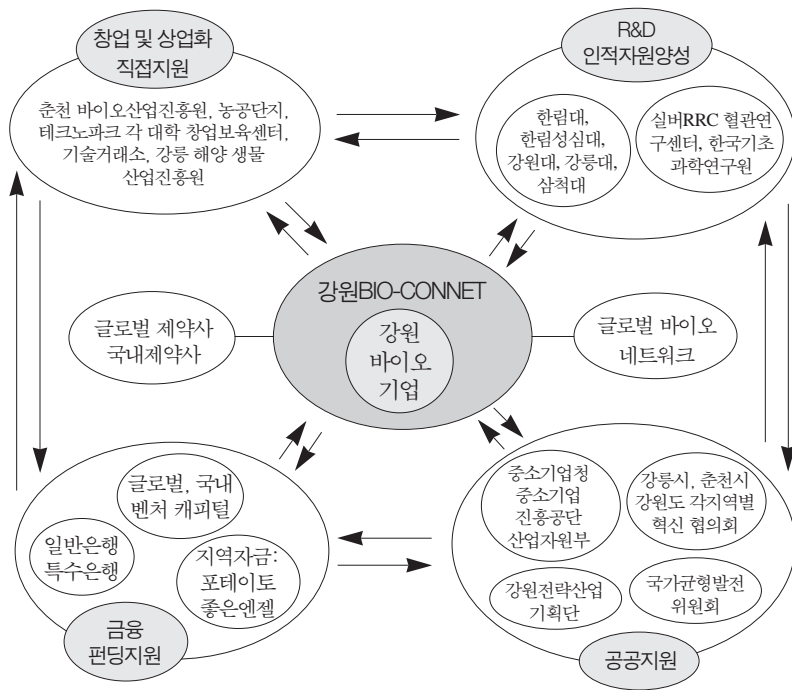 창업 및 상업화
직접지원
춘천 바이오산업진흥원, 농공단지,
테크노파크 각 대학 창업보육센터,
기술거래소, 강릉 해양 생물
산업진흥원
R&D
인적자원양성
한림대,
한림성심대,
강원대, 강릉대,
삼척대
실버RRC 혈관연
구센터, 한국기초
과학연구원
강원BIO-CONNET
강원
바이오
기업
글로벌 제약사
국내제약사
글로벌 바이오
네트워크
글로벌, 국내
벤처 캐피털
일반은행
특수은행
지역자금:
포테이토
좋은엔젤
금융
펀딩지원
중소기업청
중소기업
진흥공단
산업자원부
강릉시, 춘천시
강원도 각지역별
혁신 협의회
강원전략산업
기획단
국가균형발전
위원회
공공지원